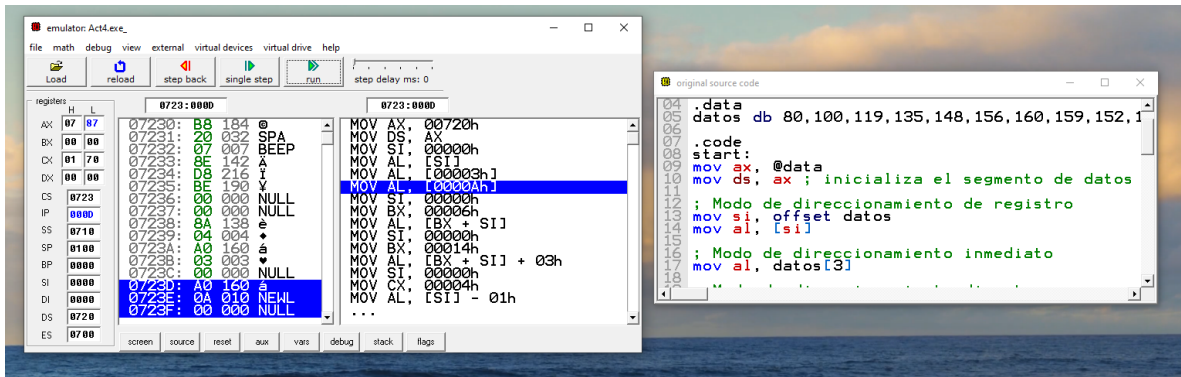 emulator: Act4.exe_
file math debug view external virtual devices virtual drive help
Load reload step back single step run step delay ms: 0
registers
H L
AX 07 87
BX 00 00
CX 01 70
DX 00 00
CS 0723
IP 000D
SS 0710
SP 0100
BP 0000
SI 0000
DI 0000
DS 0720
ES 0700
0723:000D
07230: B8 184 ©
07231: 20 032 SPA
07232: 07 007 BEEP
07233: 8E 142 Ä
07234: D8 216 Ï
07235: BE 190 ¥
07236: 00 000 NULL
07237: 00 000 NULL
07238: 8A 138 è
07239: 04 004 ♦
0723A: A0 160 á
0723B: 03 003 ♥
0723C: 00 000 NULL
0723D: A0 160 á
0723E: 0A 010 NEWL
0723F: 00 000 NULL
0723:000D
MOV AX, 00720h
MOV DS, AX
MOV SI, 00000h
MOV AL, [SI]
MOV AL, [00003h]
MOV AL, [0000Ah]
MOV SI, 00000h
MOV BX, 00006h
MOV AL, [BX + SI]
MOV SI, 00000h
MOV BX, 00014h
MOV AL, [BX + SI] + 03h
MOV SI, 00000h
MOV CX, 00004h
MOV AL, [SI] - 01h
...
screen source reset aux vars debug stack flags
original source code
04 .data
05 datos db 80,100,119,135,148,156,160,159,152,1
06
07 .code
08 start:
09 mov ax, @data
10 mov ds, ax ; inicializa el segmento de datos
11
12 ; Modo de direccionamiento de registro
13 mov si, offset datos
14 mov al, [si]
15
16 ; Modo de direccionamiento inmediato
17 mov al, datos[3]
18